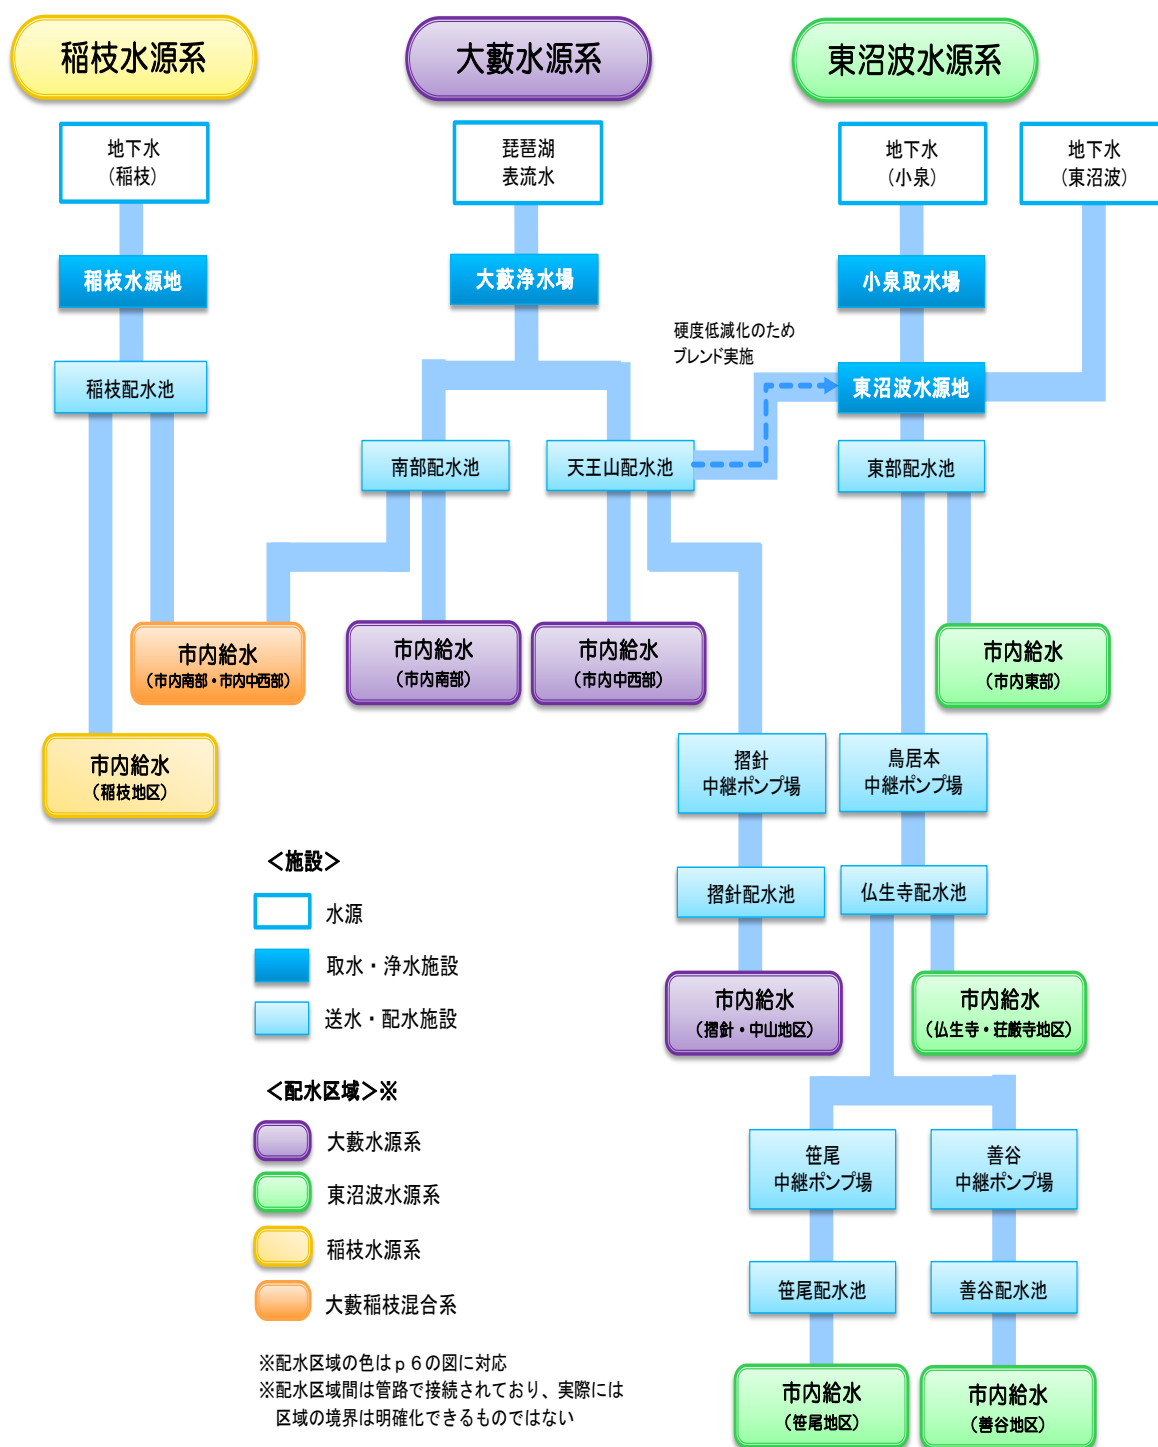 稲枝水源系
大藪水源系
東沼波水源系
地下水
（稲枝）
琵琶湖
表流水
地下水
（小泉）
地下水
（東沼波）
稲枝水源地
大藪浄水場
小泉取水場
硬度低減化のため
ブレンド実施
稲枝配水池
東沼波水源地
南部配水池
天王山配水池
東部配水池
市内給水
（市内南部・市内中西部）
市内給水
（市内南部）
市内給水
（市内中西部）
市内給水
（市内東部）
市内給水
（稲枝地区）
摺針
中継ポンプ場
鳥居本
中継ポンプ場
摺針配水池
仏生寺配水池
市内給水
（摺針・中山地区）
市内給水
（仏生寺・荘厳寺地区）
笹尾
中継ポンプ場
善谷
中継ポンプ場
笹尾配水池
善谷配水池
市内給水
（笹尾地区）
市内給水
（善谷地区）
＜施設＞
水源
取水・浄水施設
送水・配水施設
＜配水区域＞※
大藪水源系
東沼波水源系
稲枝水源系
大藪稲枝混合系
※配水区域の色はｐ６の図に対応
※配水区域間は管路で接続されており、実際には
区域の境界は明確化できるものではない